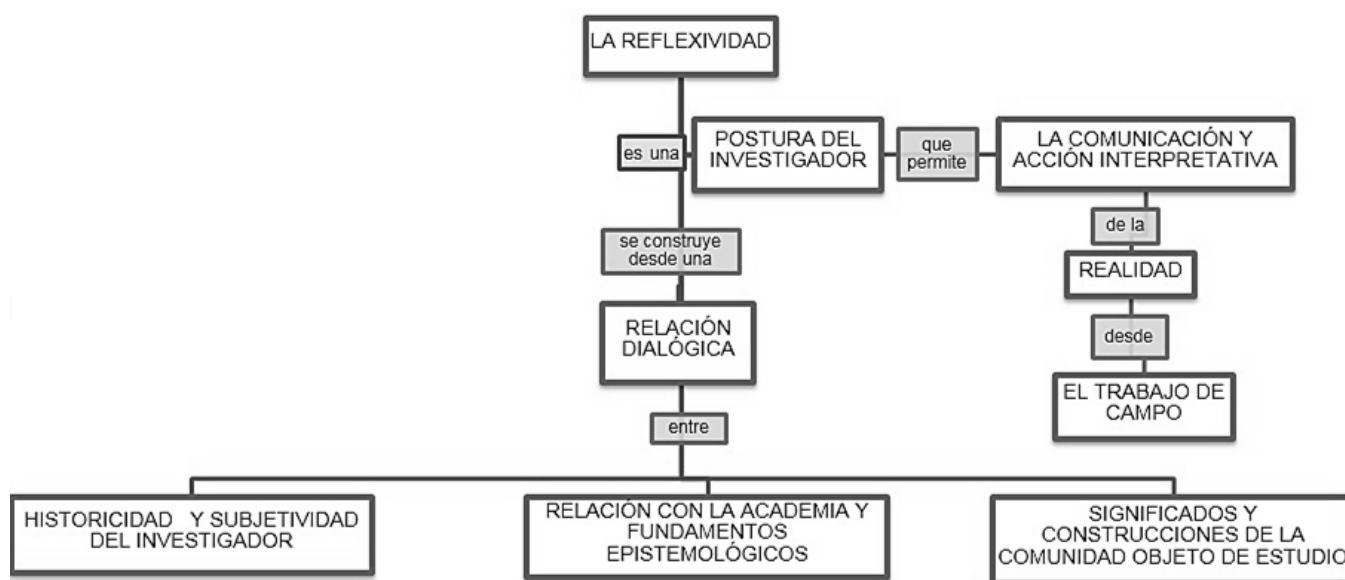 LA REFLEXIVIDAD
es una
POSTURA DEL
INVESTIGADOR
que
permite
LA COMUNICACIÓN Y
ACCIÓN INTERPRETATIVA
de la
REALIDAD
desde
EL TRABAJO DE
CAMPO
se construye
desde una
RELACIÓN
DIALÓGICA
entre
HISTORICIDAD Y SUBJETIVIDAD
DEL INVESTIGADOR
RELACIÓN CON LA ACADEMIA Y
FUNDAMENTOS
EPISTEMOLÓGICOS
SIGNIFICADOS Y
CONSTRUCCIONES DE LA
COMUNIDAD OBJETO DE ESTUDIO